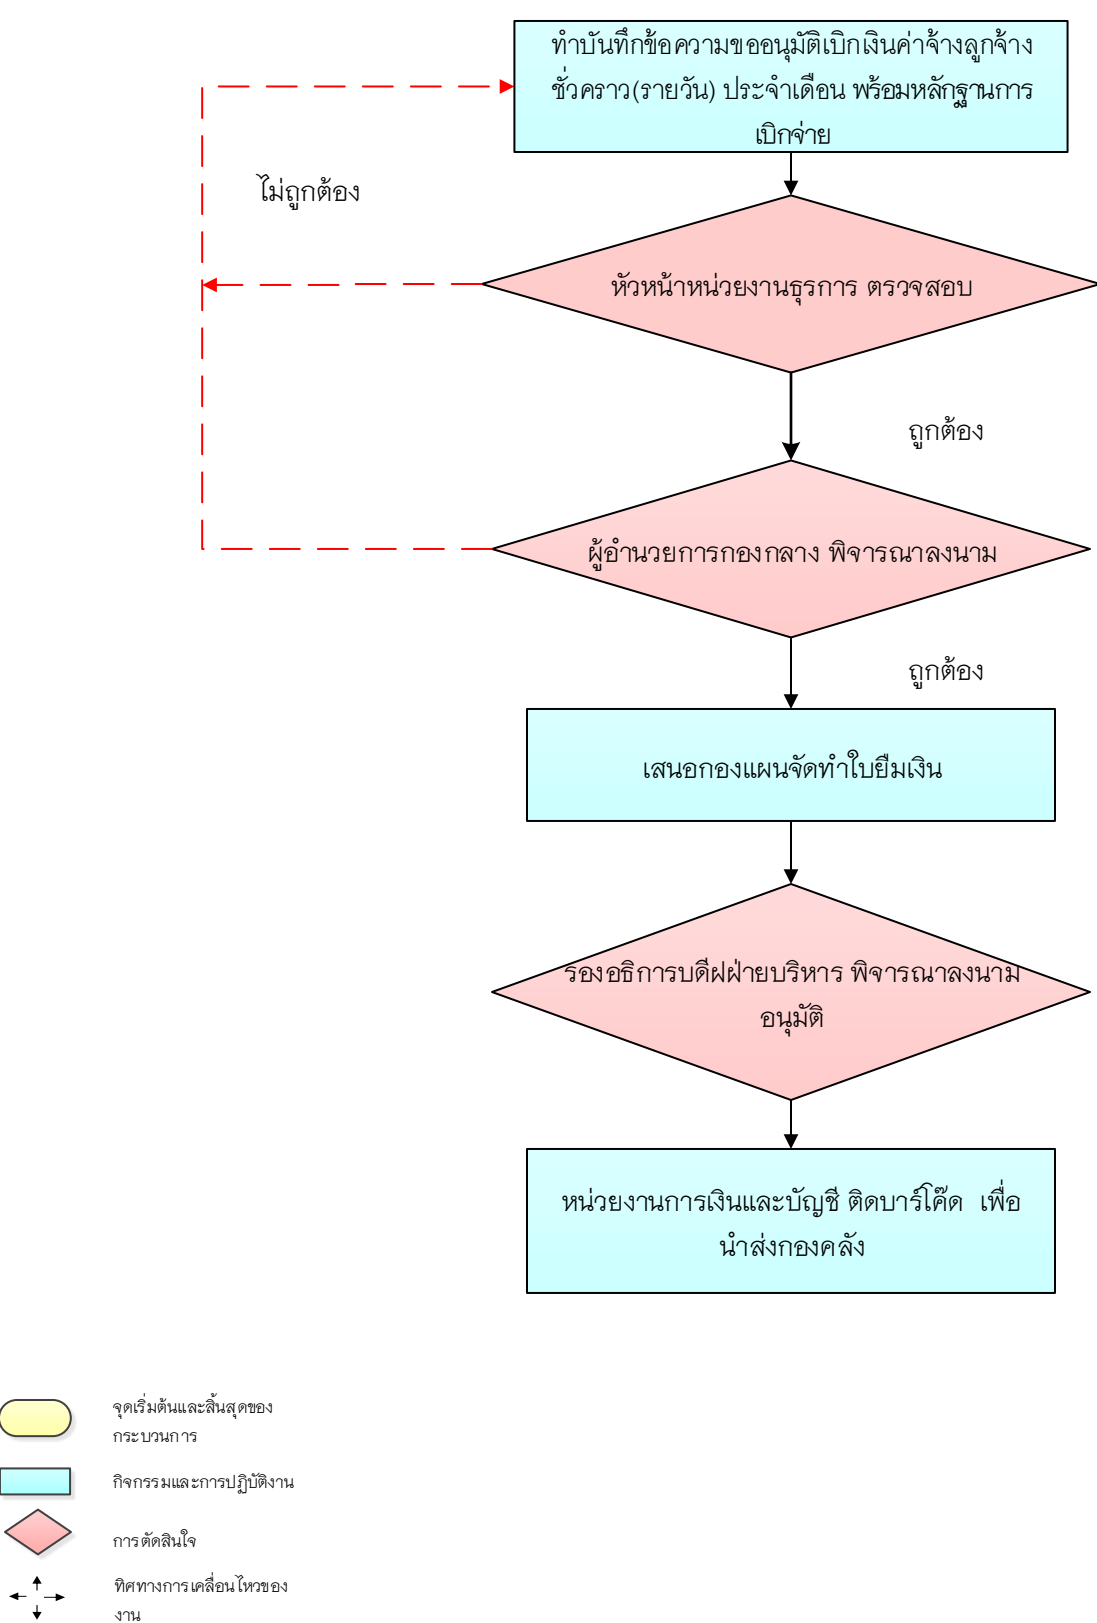 ทำบันทึกข้อความขออนุมัติเบิกเงินค่าจ้างลูกจ้าง
ชั่วคราว(รายวัน) ประจำเดือน พร้อมหลักฐานการ
เบิกจ่าย
ไม่ถูกต้อง
หัวหน้าหน่วยงานธุรการ ตรวจสอบ
ถูกต้อง
ผู้อำนวยการกองกลาง พิจารณาลงนาม
ถูกต้อง
เสนอกองแผนจัดทำใบยืมเงิน
รองอธิการบดีฝฝ่ายบริหาร พิจารณาลงนาม
อนุมัติ
หน่วยงานการเงินและบัญชี ติดบาร์โค๊ด เพื่อ
นำส่งกองคลัง
จุดเริ่มต้นและสิ้นสุดของ
กระบวนการ
กิจกรรมและการปฏิบัติงาน
การตัดสินใจ
ทิศทางการเคลื่อนไหวของ
งาน